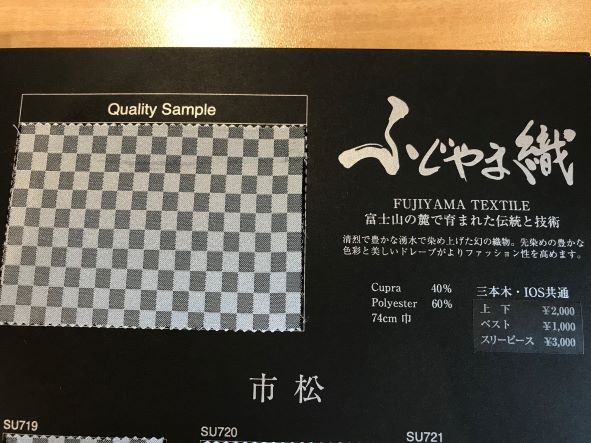 Quality Sample
ふじやま織
FUJIYAMA TEXTILE
富士山の麓で育まれた伝統と技術
清烈で豊かな湧水で染め上げた幻の織物。先染めの豊かな
色彩と美しいドレープがよりファッション性を高めます。
Cupra 40%
Polyester 60%
74cm巾
三本木・IOS共通
上 下 ¥2,000
ベスト ¥1,000
スリーピース ¥3,000
市松
SU719
SU720
SU721